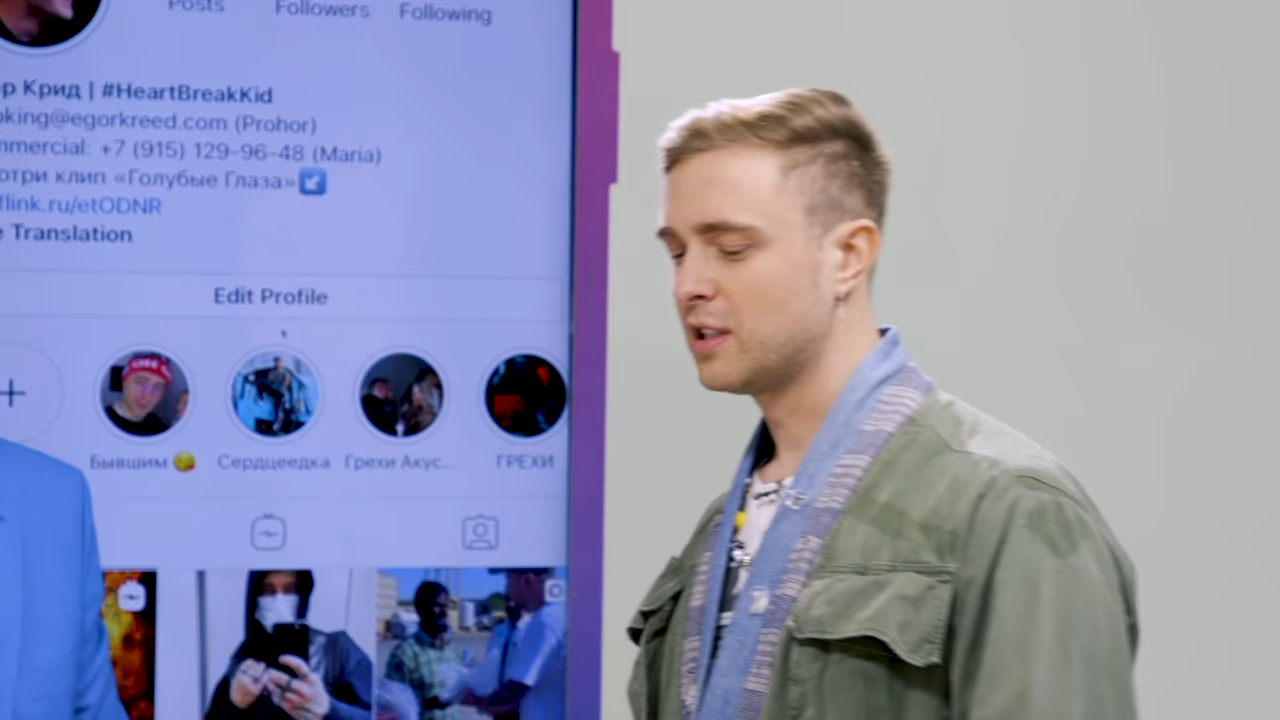 Posts Followers Following
ор Крид | #HeartBreakKid
oking@egorkreed.com (Prohor)
mmercial: +7 (915) 129-96-48 (Maria)
отри клип «Голубые Глаза»
flink.ru/etODNR
e Translation
Edit Profile
Бывшим Сердцеедка Грехи Акус... ГРЕХИ